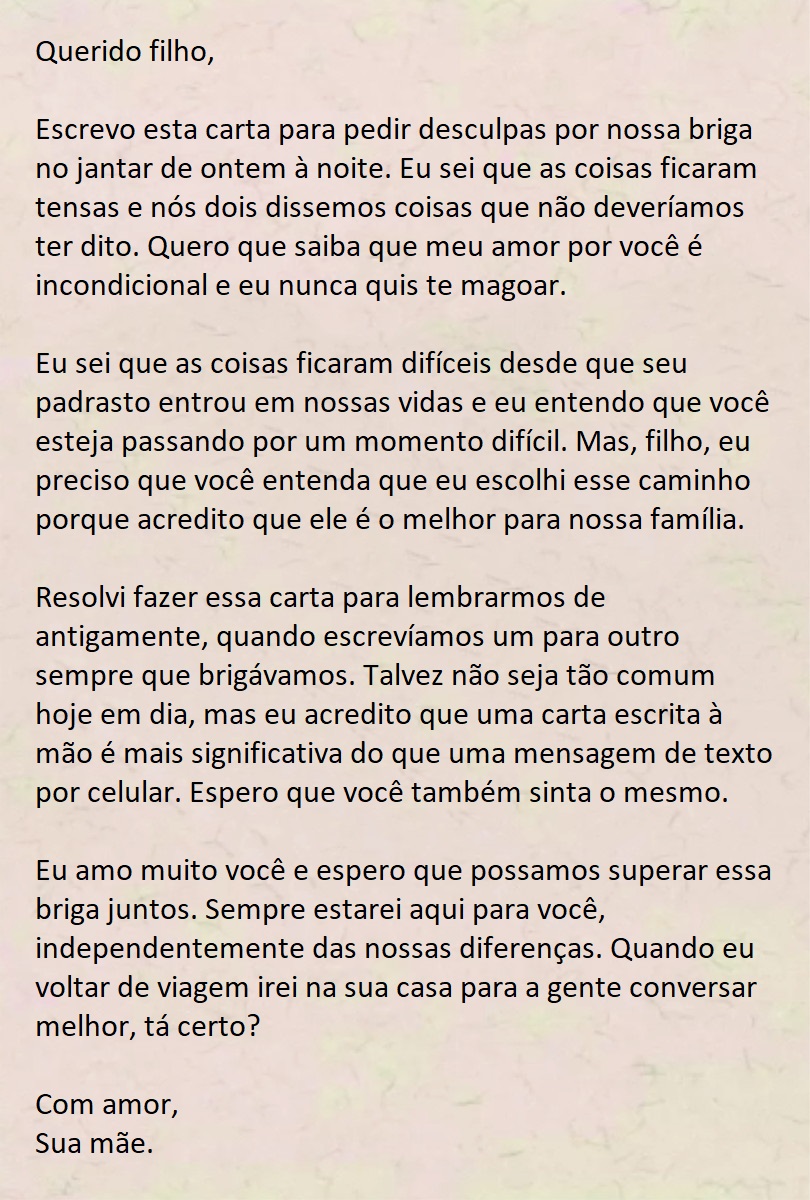 Querido filho,
Escrevo esta carta para pedir desculpas por nossa briga
no jantar de ontem à noite. Eu sei que as coisas ficaram
tensas e nós dois dissemos coisas que não deveríamos
ter dito. Quero que saiba que meu amor por você é
incondicional e eu nunca quis te magoar.
Eu sei que as coisas ficaram difíceis desde que seu
padrasto entrou em nossas vidas e eu entendo que você
esteja passando por um momento difícil. Mas, filho, eu
preciso que você entenda que eu escolhi esse caminho
porque acredito que ele é o melhor para nossa família.
Resolvi fazer essa carta para lembrarmos de
antigamente, quando escrevíamos um para outro
sempre que brigávamos. Talvez não seja tão comum
hoje em dia, mas eu acredito que uma carta escrita à
mão é mais significativa do que uma mensagem de texto
por celular. Espero que você também sinta o mesmo.
Eu amo muito você e espero que possamos superar essa
briga juntos. Sempre estarei aqui para você,
independentemente das nossas diferenças. Quando eu
voltar de viagem irei na sua casa para a gente conversar
melhor, tá certo?
Com amor,
Sua mãe.